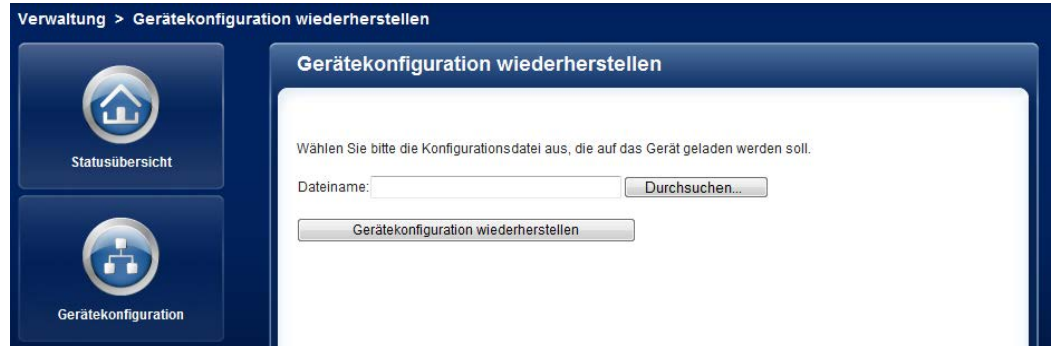 Verwaltung > Gerätekonfiguration wiederherstellen
Statusübersicht
Gerätekonfiguration
Gerätekonfiguration wiederherstellen
Wählen Sie bitte die Konfigurationsdatei aus, die auf das Gerät geladen werden soll.
Dateiname: Durchsuchen...
Gerätekonfiguration wiederherstellen